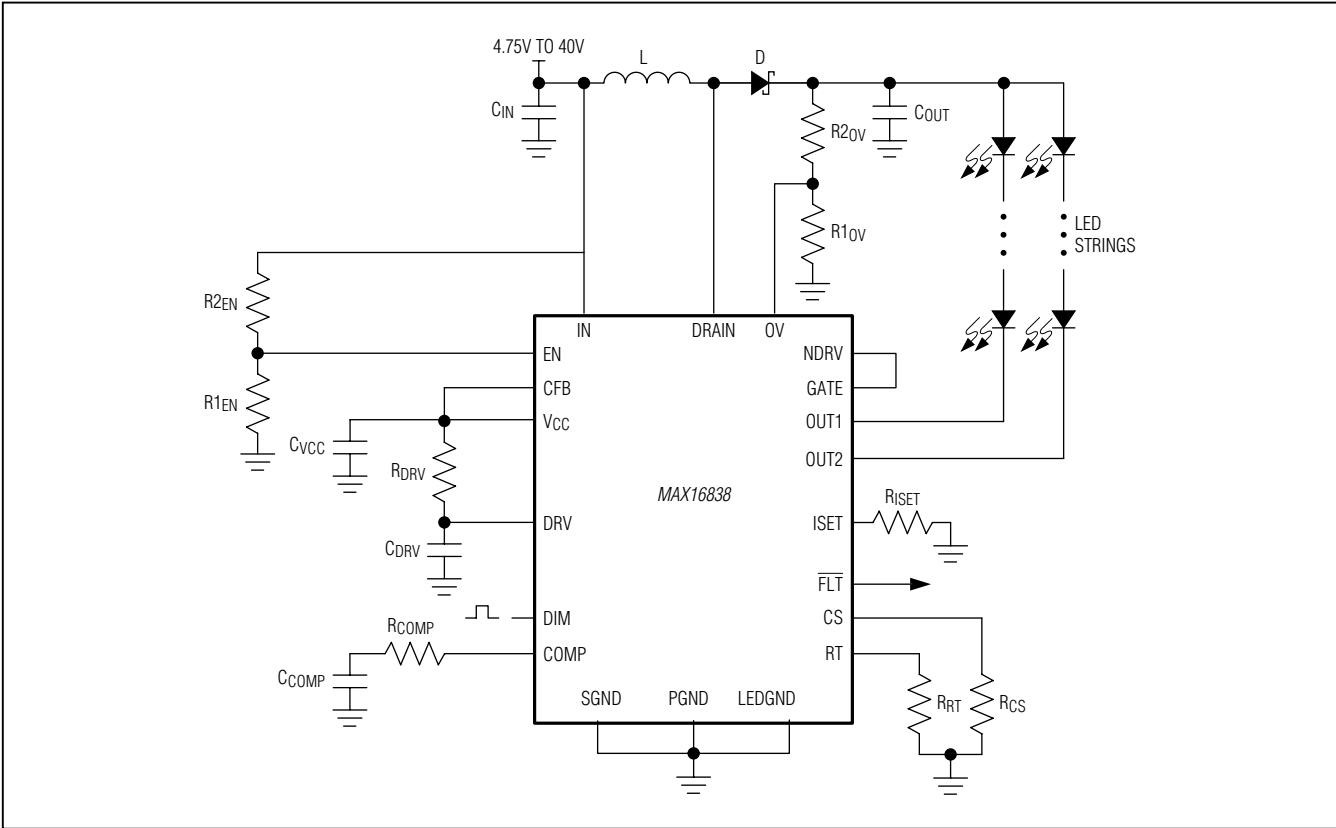 4.75V TO 40V
L
D
CIN
R2OV
COUT
R1OV
LED
STRINGS
R2EN
R1EN
IN
DRAIN
OV
EN
NDRV
CFB
GATE
VCC
OUT1
CVCC
OUT2
RDRV
MAX16838
RISET
DRV
ISET
CDRV
FLT
DIM
CS
RCOMP
COMP
RT
CCOMP
SGND
PGND
LEDGND
RRT
RCS